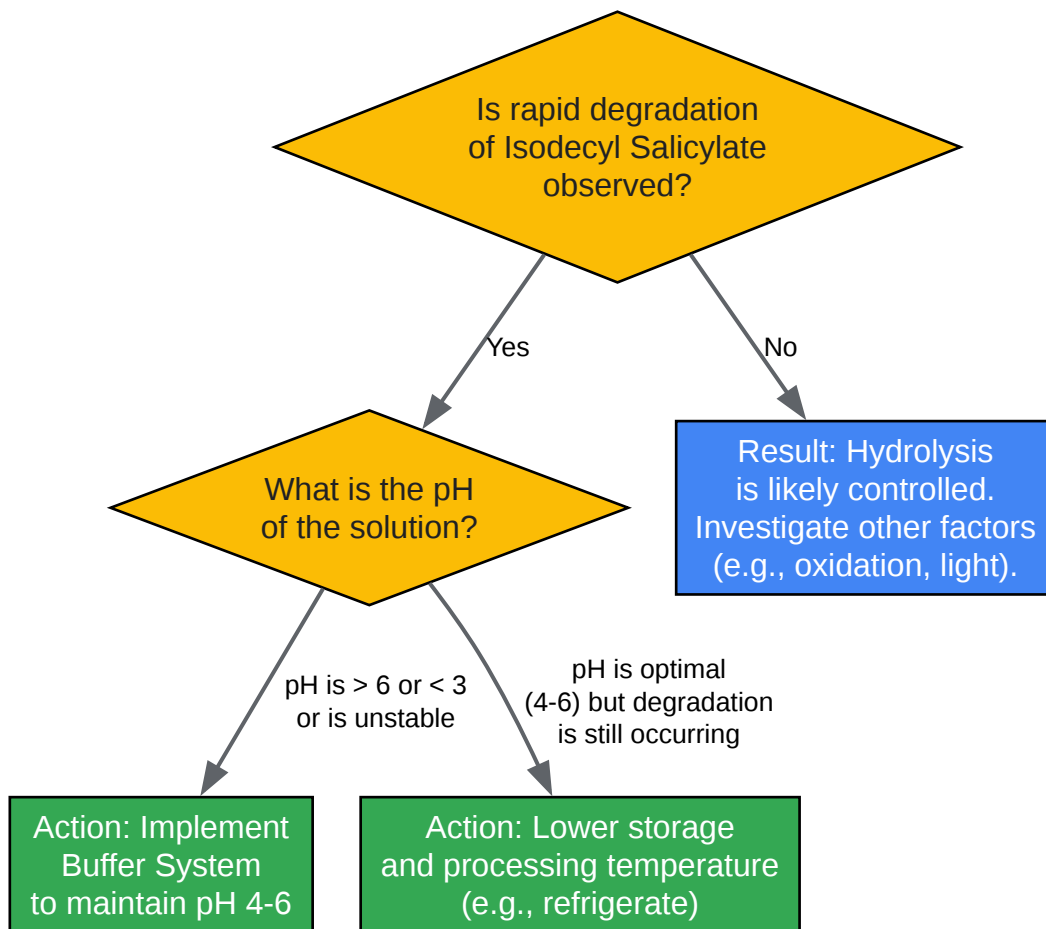 Is rapid degradation
of Isodecyl Salicylate
observed?
Yes
No
What is the pH
of the solution?
Result: Hydrolysis
is likely controlled.
Investigate other factors
(e.g., oxidation, light).
pH is > 6 or < 3
or is unstable
pH is optimal
(4-6) but degradation
is still occurring
Action: Implement
Buffer System
to maintain pH 4-6
Action: Lower storage
and processing temperature
(e.g., refrigerate)